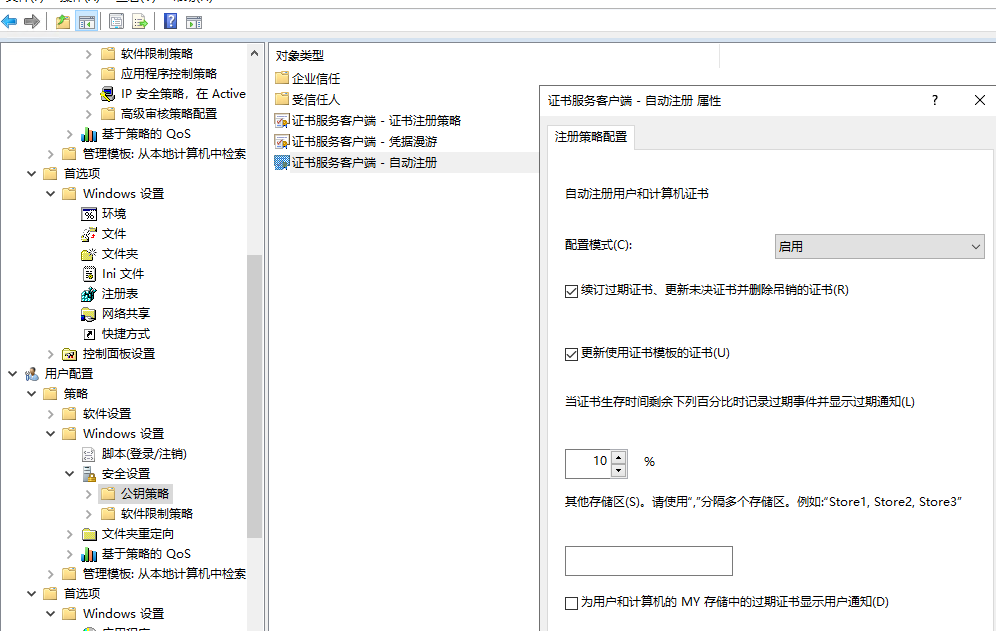 软件限制策略
应用程序控制策略
IP 安全策略，在 Active
高级审核策略配置
基于策略的 QoS
管理模板: 从本地计算机中检索
首选项
Windows 设置
环境
文件
文件夹
Ini 文件
注册表
网络共享
快捷方式
控制面板设置
用户配置
策略
软件设置
Windows 设置
脚本(登录/注销)
安全设置
公钥策略
软件限制策略
文件夹重定向
基于策略的 QoS
管理模板: 从本地计算机中检索
首选项
Windows 设置
对象类型
企业信任
受信任人
证书服务客户端 - 证书注册策略
证书服务客户端 - 凭据漫游
证书服务客户端 - 自动注册
证书服务客户端 - 自动注册 属性
注册策略配置
自动注册用户和计算机证书
配置模式(C):
启用
续订过期证书、更新未决证书并删除吊销的证书(R)
更新使用证书模板的证书(U)
当证书生存时间剩余下列百分比时记录过期事件并显示过期通知(L)
10 %
其他存储区(S)。请使用“,”分隔多个存储区。例如:“Store1, Store2, Store3”
为用户和计算机的 MY 存储中的过期证书显示用户通知(D)